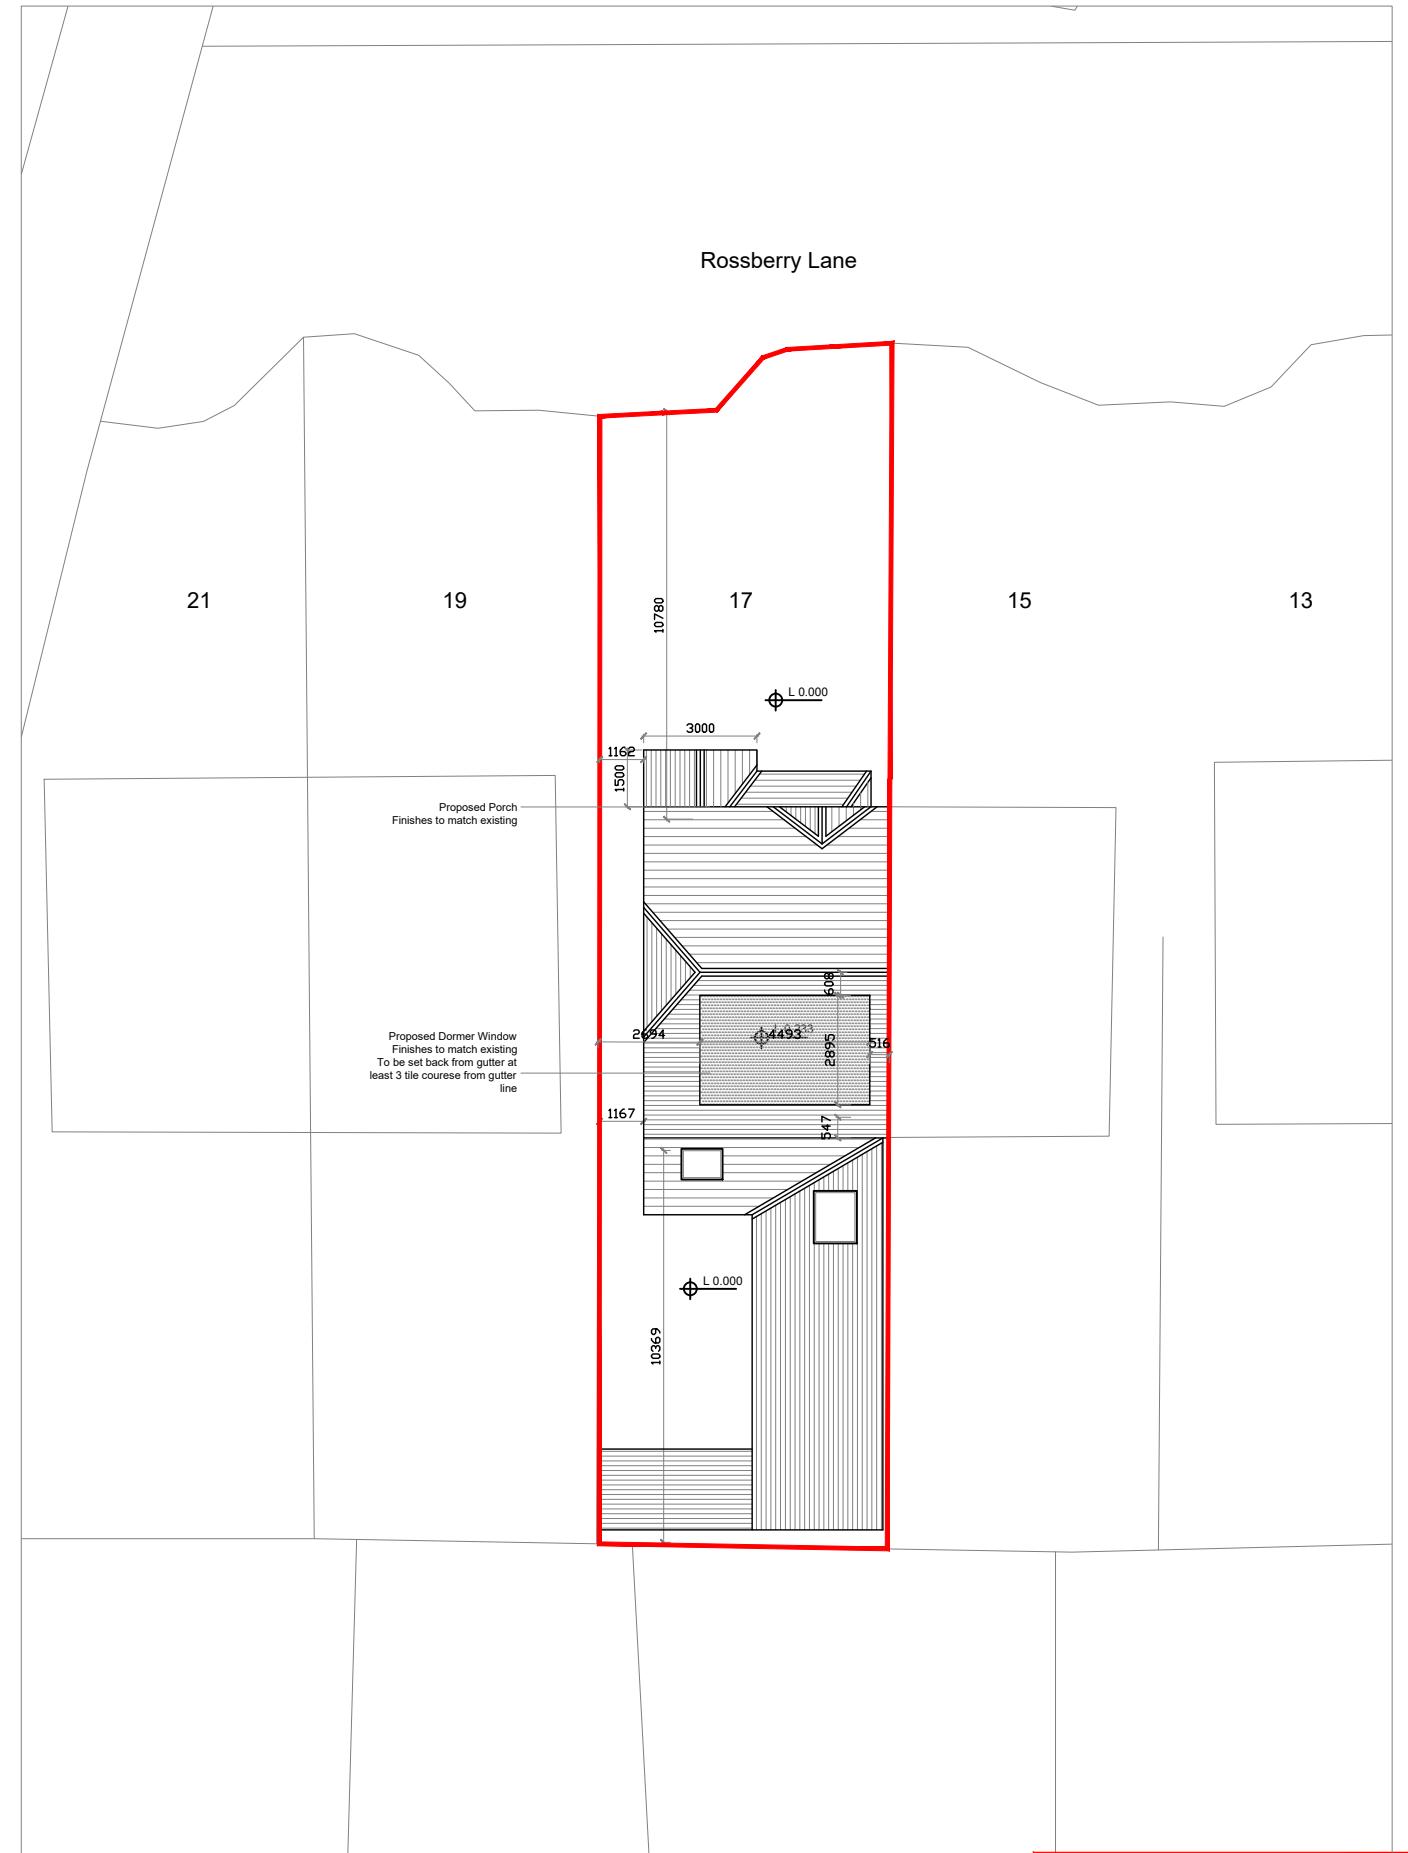 Rossberry Lane
21
19
17
15
13
10780
L 0.000
3000
1162
1500
Proposed Porch
Finishes to match existing
608
Proposed Dormer Window
Finishes to match existing
To be set back from gutter at
least 3 tile courese from gutter
line
2694
4493
516
2895
1167
547
L 0.000
10369